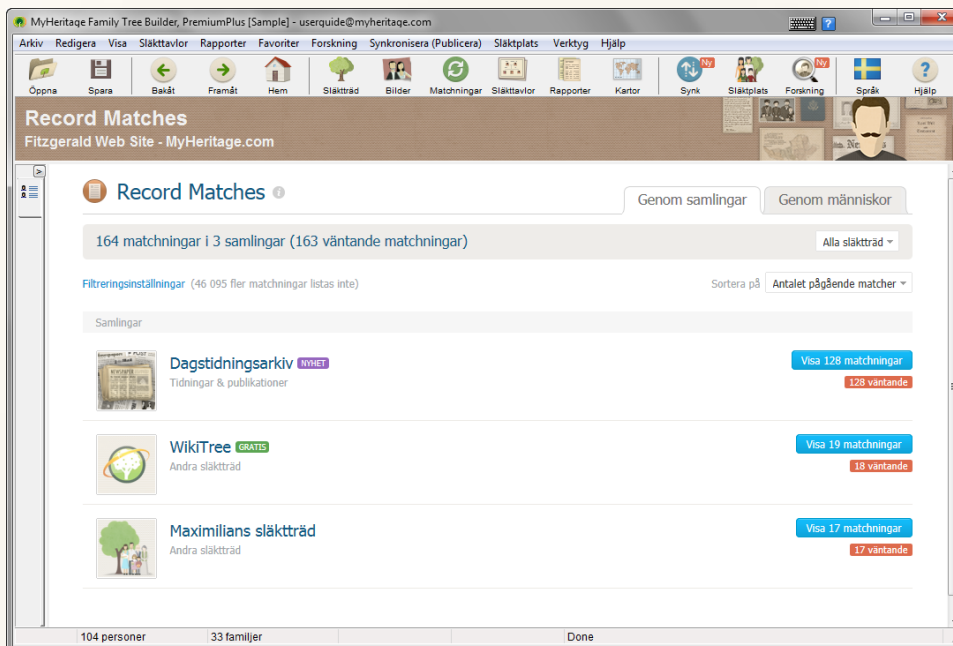 MyHeritage Family Tree Builder, PremiumPlus [Sample] - userquide@myheritage.com
Arkiv Redigera Visa Släkttavlor Rapporter Favoriter Forskning Synkronisera (Publicera) Släktplats Verktyg Hjälp
Ny Ny
Öppna Spara Bakåt Framåt Hem Släktträd Bilder Matchningar Släkttavlor Rapporter Kartor Synk Släktplats Forskning Språk Hjälp
Record Matches
Fitzgerald Web Site - MyHeritage.com
Record Matches
Genom samlingar Genom människor
164 matchningar i 3 samlingar (163 väntande matchningar) Alla släktträd
Filtreringsinställningar (46 095 fler matchningar listas inte) Sortera på Antalet pågående matcher
Samlingar
Dagstidningsarkiv NYHET Visa 128 matchningar
Tidningar & publikationer 128 väntande
WikiTree GRATIS Visa 19 matchningar
Andra släktträd 18 väntande
Maximilians släktträd Visa 17 matchningar
Andra släktträd 17 väntande
104 personer 33 familjer Done